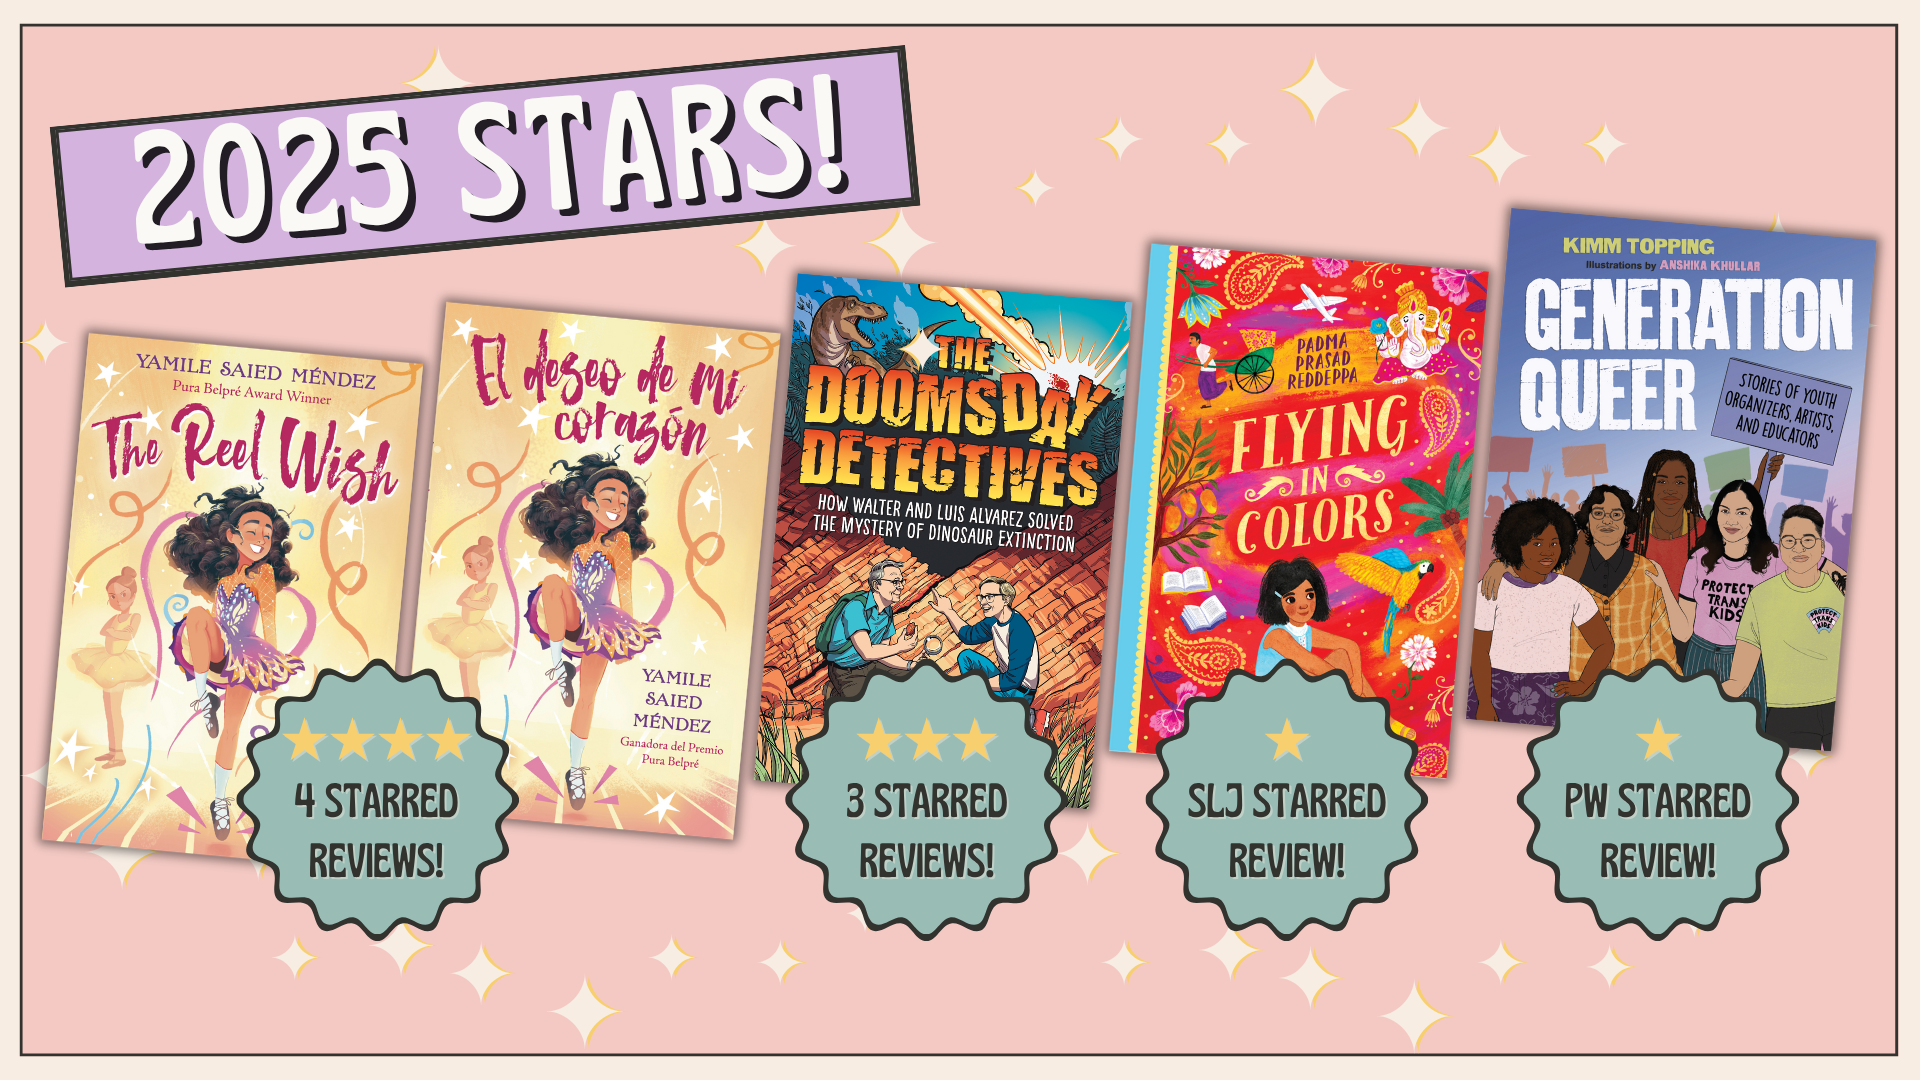 2025 STARS!
YAMILE SAIED MÉNDEZ
Pura Belpré Award Winner
The Reel Wish
El deseo de mi
corazón
YAMILE
SAIED
MÉNDEZ
Ganadora del Premio
Pura Belpré
4 STARRED
REVIEWS!
THE
DOOMSDAY
DETECTIVES
HOW WALTER AND LUIS ALVAREZ SOLVED
THE MYSTERY OF DINOSAUR EXTINCTION
3 STARRED
REVIEWS!
PADMA
PRASAD
REDDEPPA
FLYING
IN
COLORS
SLJ STARRED
REVIEW!
KIMM TOPPING
Illustrations by ANSHIKA KHULLAR
GENERATION
QUEER
STORIES OF YOUTH
ORGANIZERS ARTISTS,
AND EDUCATORS
PROTECT
TRANS
KIDS
PROTECT
TRANS
KIDS
PW STARRED
REVIEW!